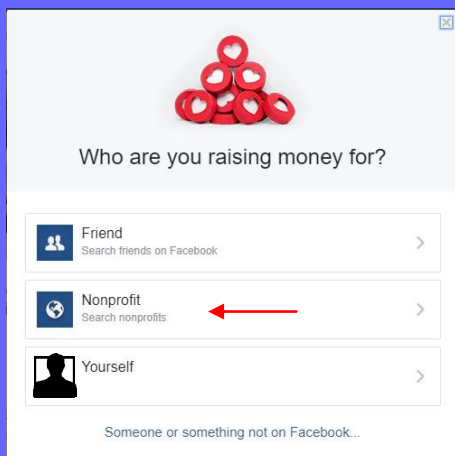 Who are you raising money for?
Friend
Search friends on Facebook
Nonprofit
Search nonprofits
Yourself
Someone or something not on Facebook...